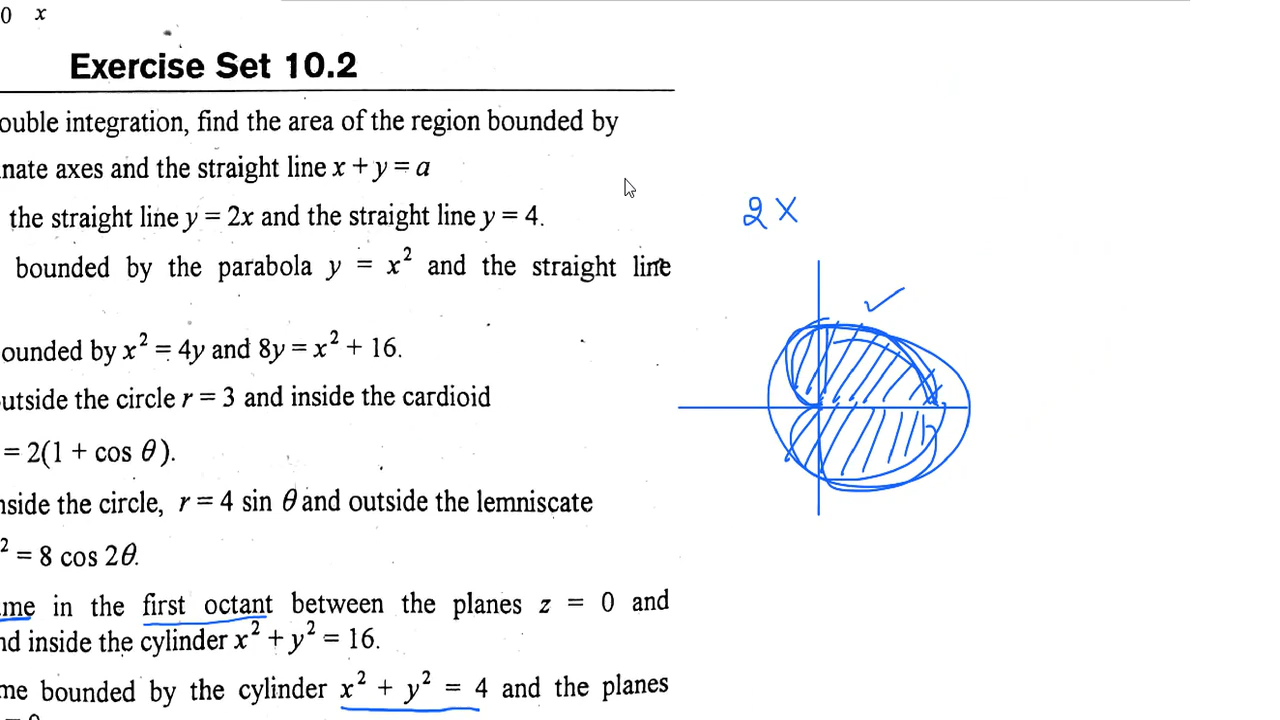 0 x
Exercise Set 10.2
ouble integration, find the area of the region bounded by
nate axes and the straight line x + y = a
the straight line y = 2x and the straight line y = 4.
bounded by the parabola y = x² and the straight line
ounded by x² = 4y and 8y = x² + 16.
utside the circle r = 3 and inside the cardioid
= 2(1 + cos θ).
nside the circle, r = 4 sin θ and outside the lemniscate
² = 8 cos 2θ.
me in the first octant between the planes z = 0 and
nd inside the cylinder x² + y² = 16.
me bounded by the cylinder x² + y² = 4 and the planes
2 X